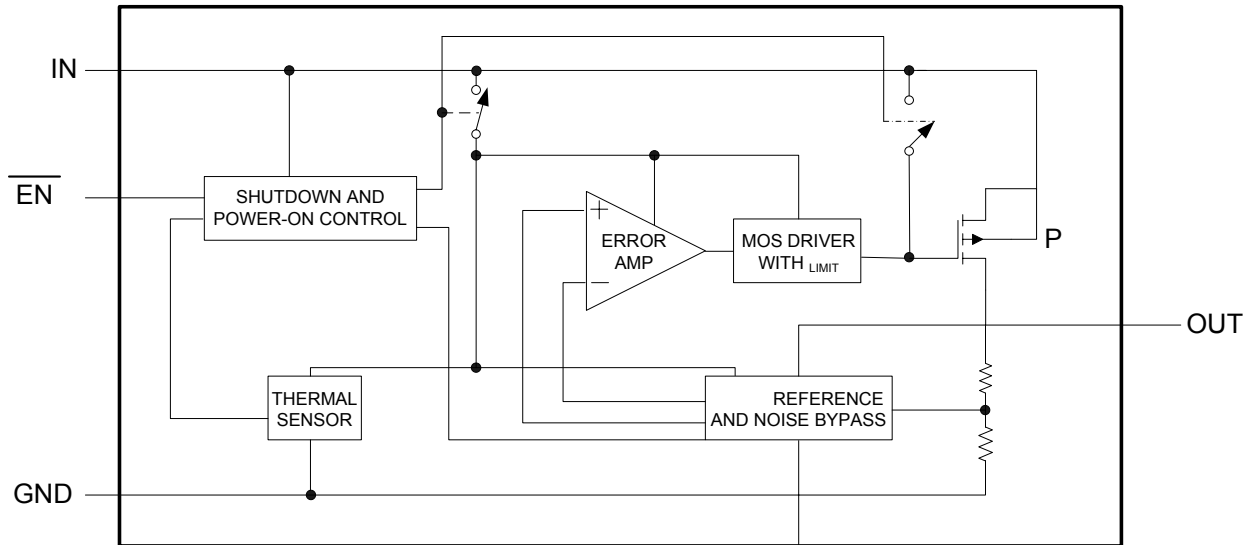 IN
EN
SHUTDOWN AND
POWER-ON CONTROL
+
ERROR
AMP
−
MOS DRIVER
WITH LIMIT
P
OUT
THERMAL
SENSOR
REFERENCE
AND NOISE BYPASS
GND